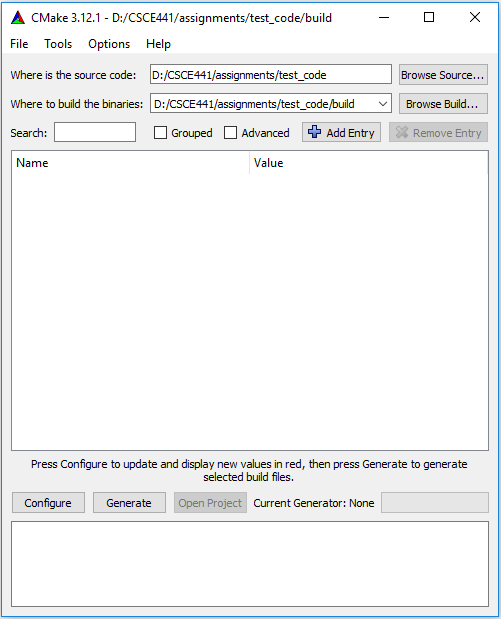 CMake 3.12.1 - D:/CSCE441/assignments/test_code/build
File Tools Options Help
Where is the source code: D:/CSCE441/assignments/test_code Browse Source...
Where to build the binaries: D:/CSCE441/assignments/test_code/build Browse Build...
Search: Grouped Advanced Add Entry Remove Entry
Name Value
Press Configure to update and display new values in red, then press Generate to generate
selected build files.
Configure Generate Open Project Current Generator: None